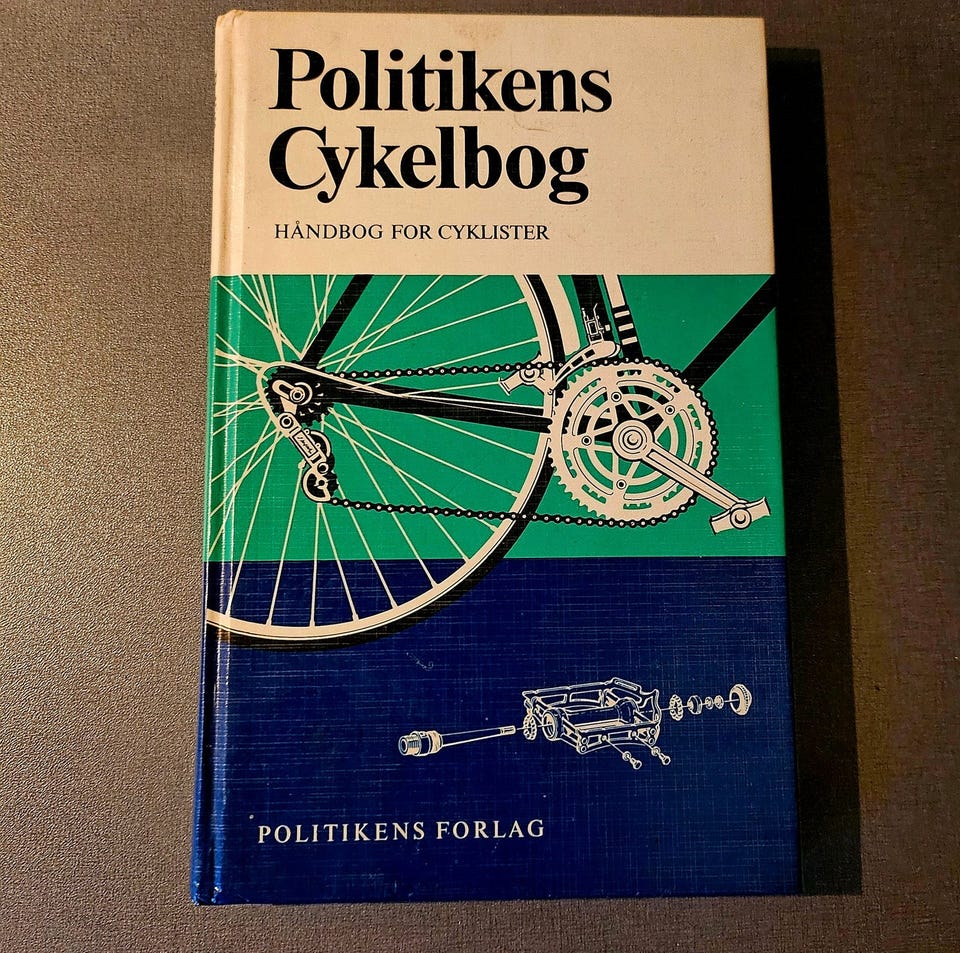 Politikens
Cykelbog
HÅNDBOG FOR CYKLISTER
POLITIKENS FORLAG